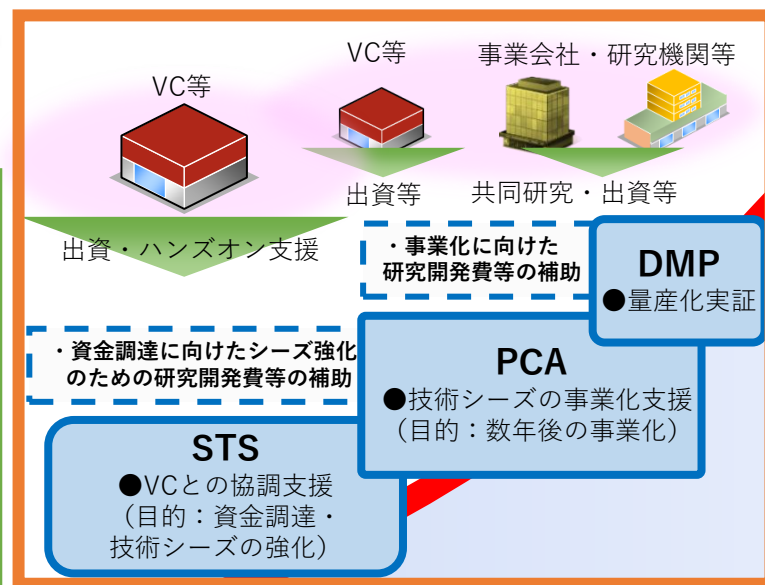 VC等
VC等
事業会社・研究機関等
出資等
共同研究・出資等
出資・ハンズオン支援
・事業化に向けた
研究開発費等の補助
DMP
●量産化実証
・資金調達に向けたシーズ強化
のための研究開発費等の補助
PCA
●技術シーズの事業化支援
（目的：数年後の事業化）
STS
●VCとの協調支援
（目的：資金調達・
技術シーズの強化）